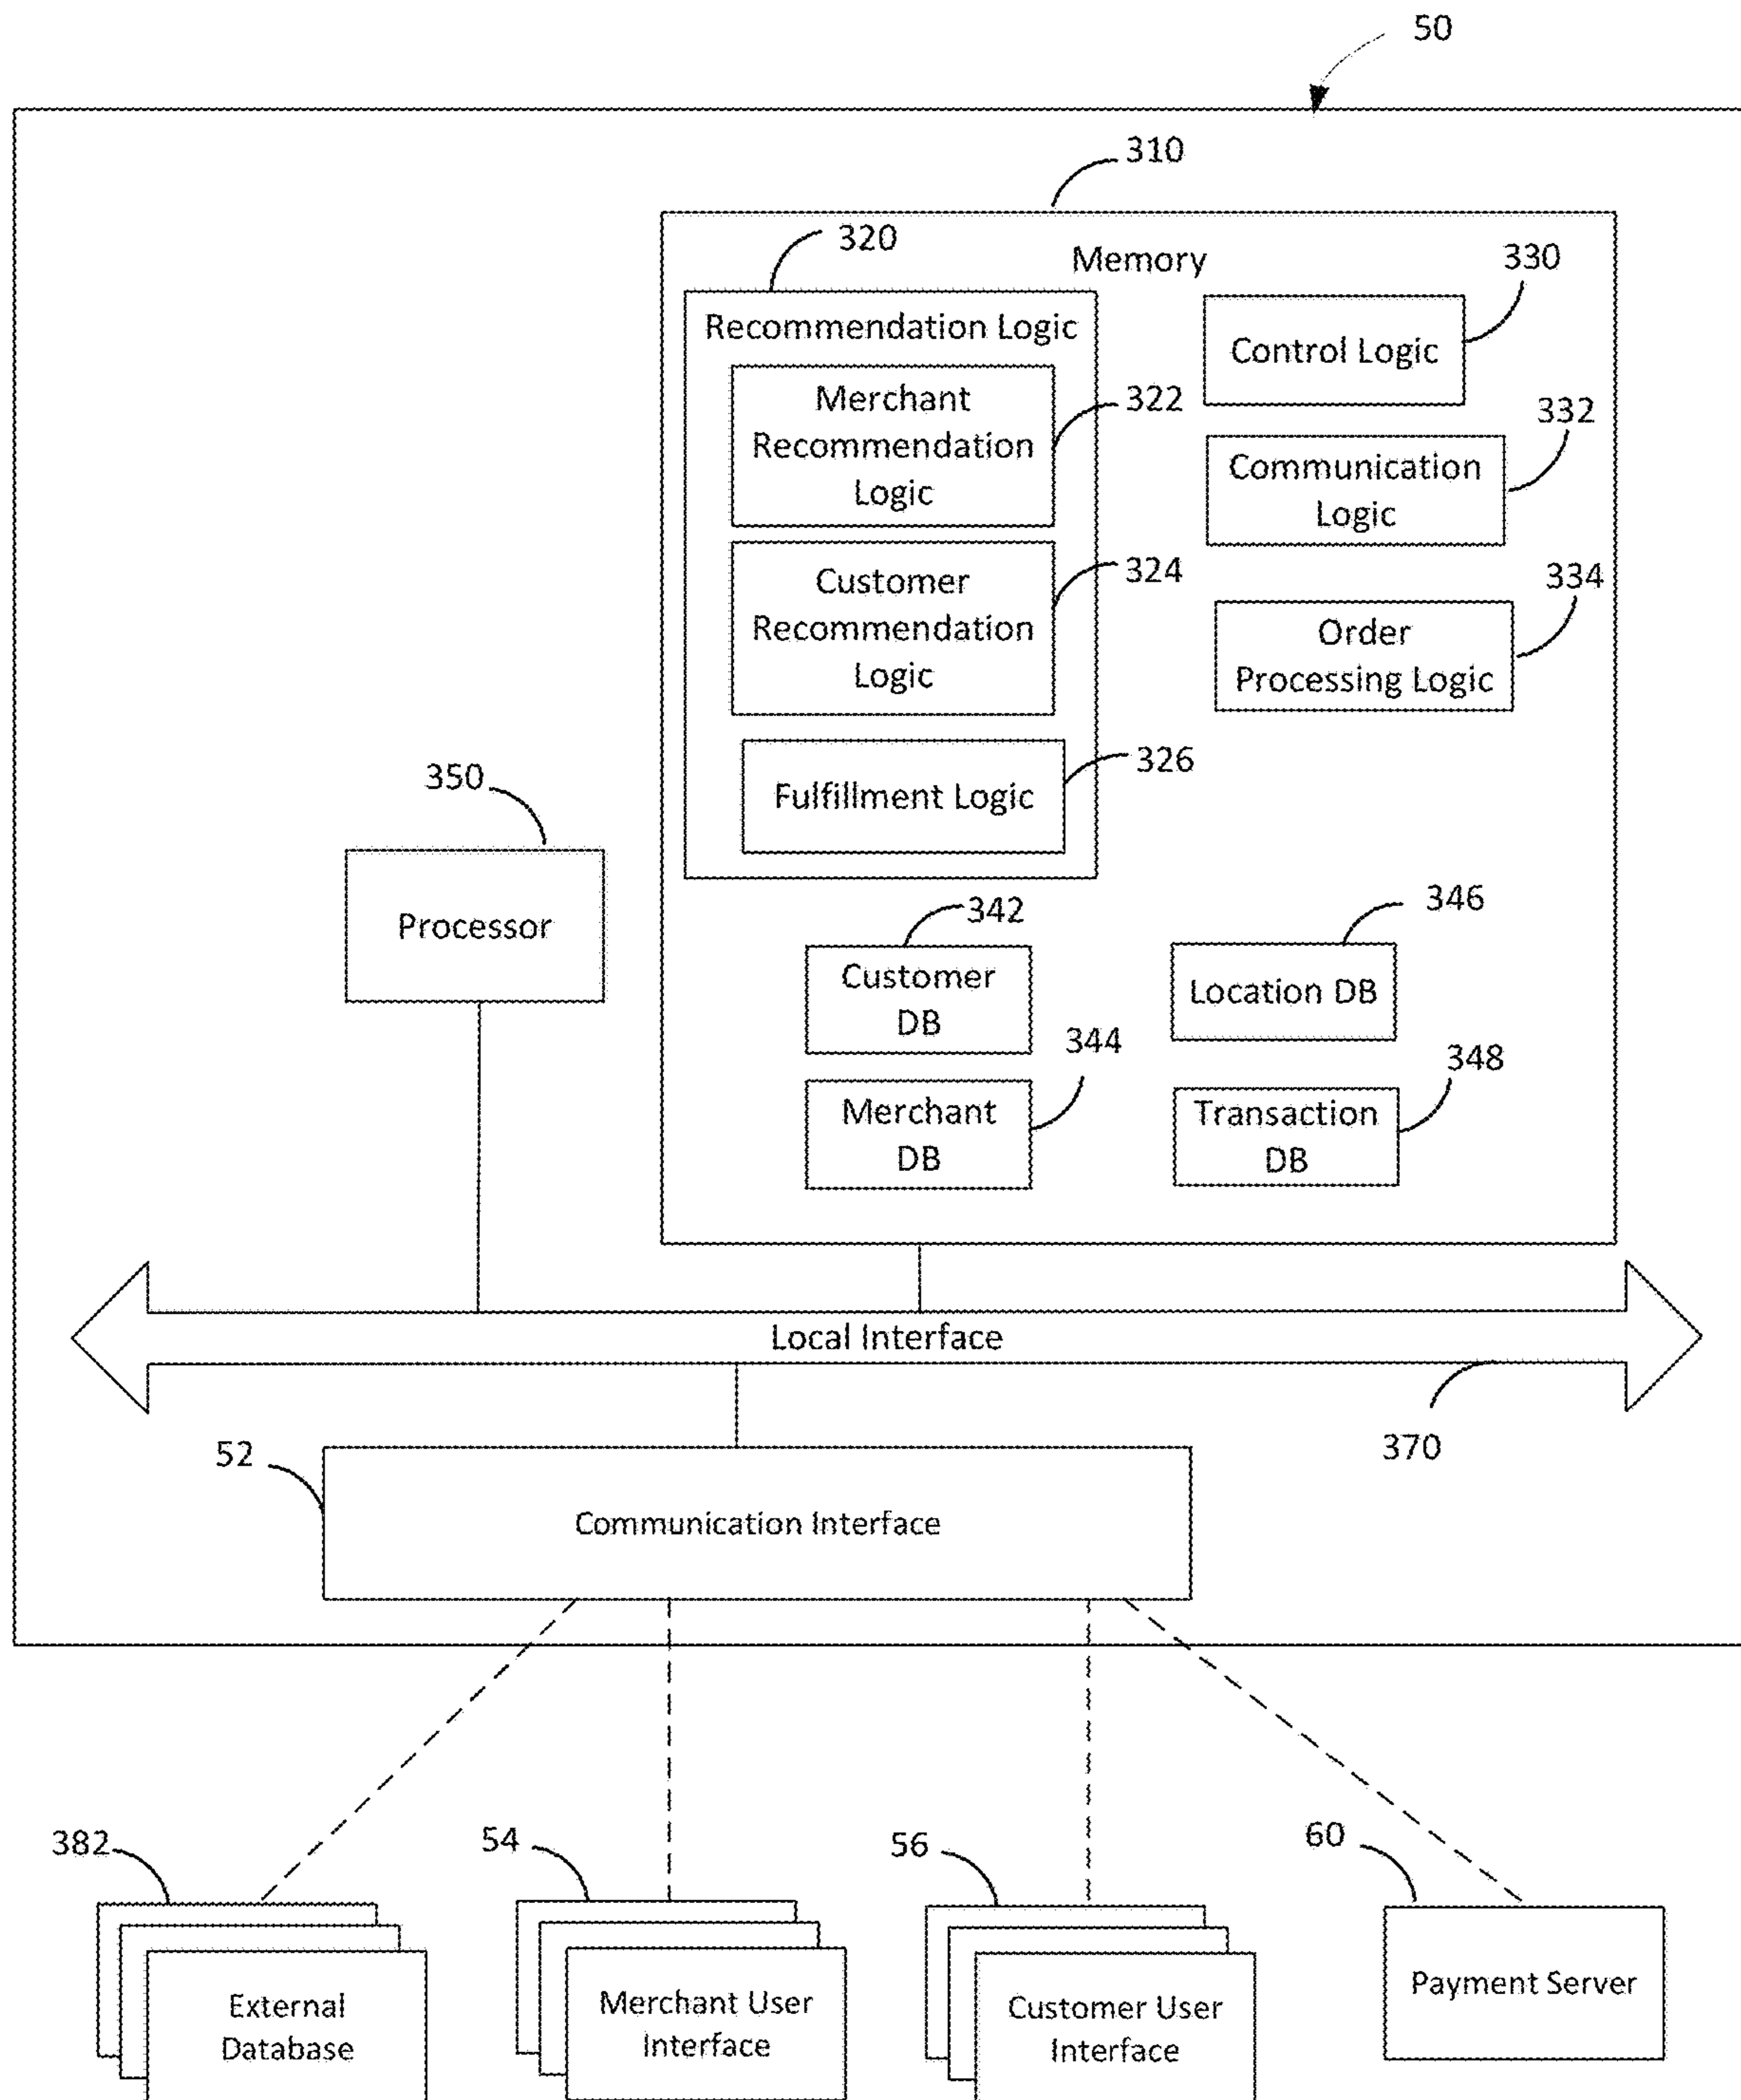 50
310
320
Memory
330
Recommendation Logic
Control Logic
Merchant
Recommendation
Logic
322
332
Communication
Logic
Customer
Recommendation
Logic
324
334
Order
Processing Logic
326
Fulfillment Logic
350
Processor
342
346
Customer
DB
Location DB
344
348
Merchant
DB
Transaction
DB
Local Interface
370
52
Communication Interface
382
54
56
60
External
Database
Merchant User
Interface
Customer User
Interface
Payment Server